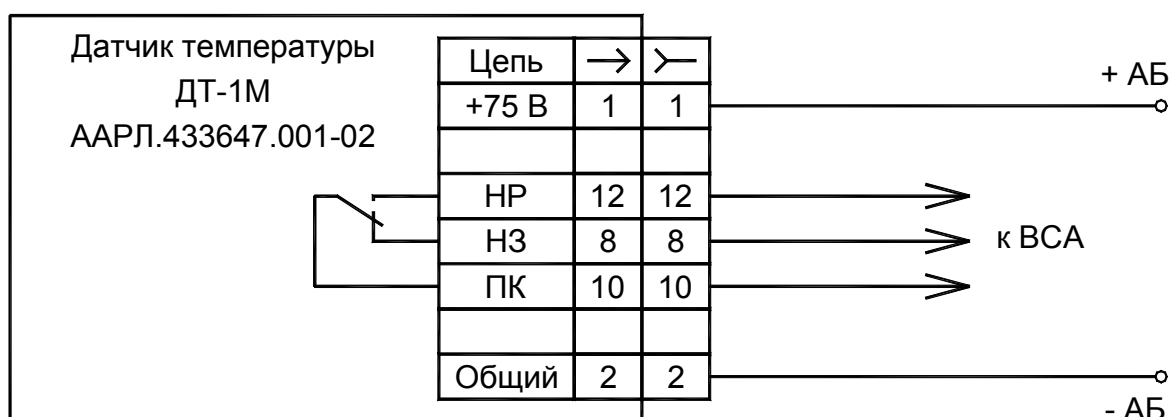 Датчик температуры
ДТ-1М
ААРЛ.433647.001-02
Цепь
+75 В 1 1
НР 12 12
НЗ 8 8
ПК 10 10
Общий 2 2
+ АБ
к ВСА
- АБ